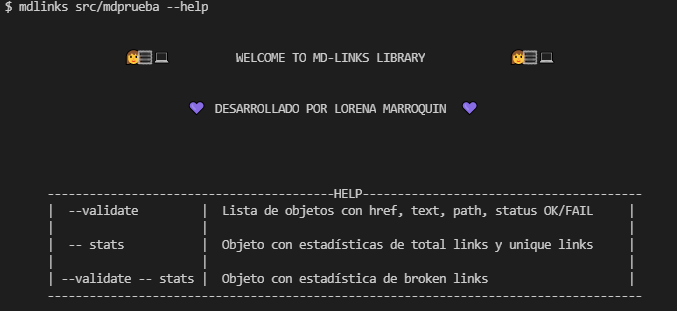 $ mdlinks src/mdprueba --help
WELCOME TO MD-LINKS LIBRARY
DESARROLLADO POR LORENA MARROQUIN
HELP
--validate | Lista de objetos con href, text, path, status OK/FAIL
-- stats | Objeto con estadísticas de total links y unique links
--validate -- stats | Objeto con estadística de broken links